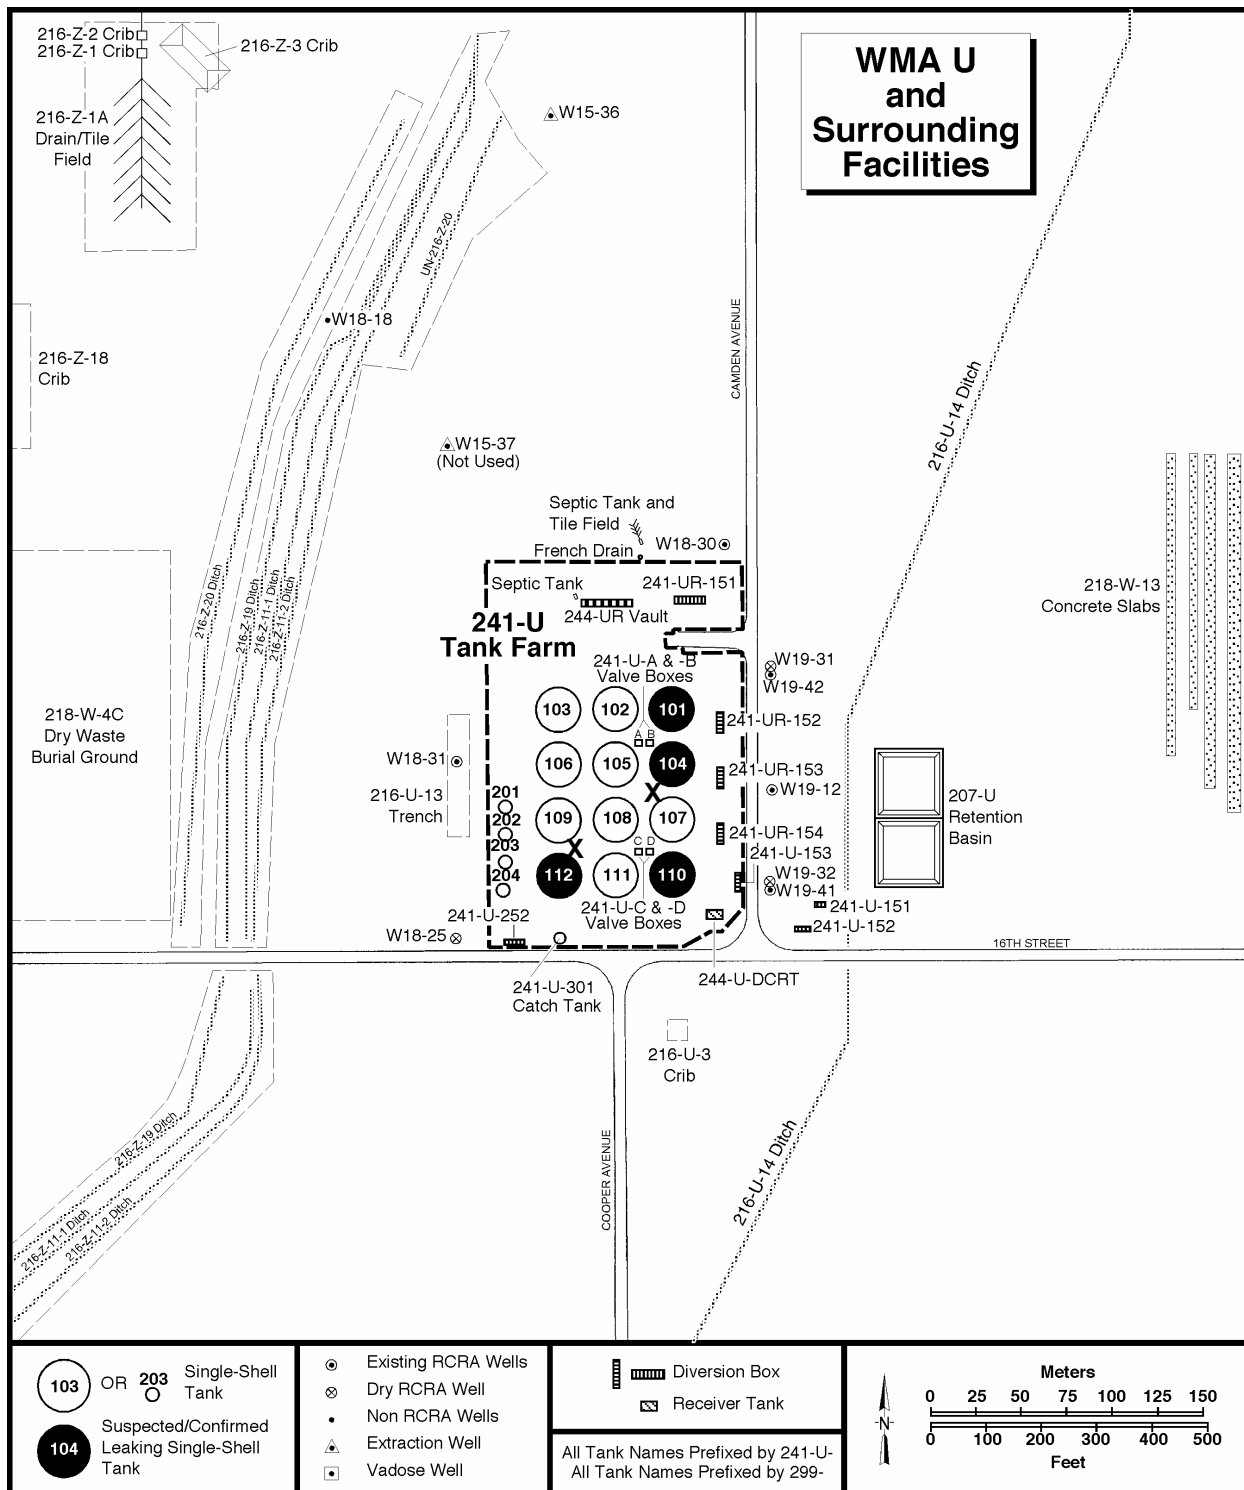 216-Z-2 Crib
216-Z-1 Crib
216-Z-3 Crib
216-Z-1A
Drain/Tile
Field
W15-36
WMA U
and
Surrounding
Facilities
UN-216-Z-20
W18-18
216-Z-18
Crib
CAMDEN AVENUE
216-U-14 Ditch
W15-37
(Not Used)
Septic Tank and
Tile Field
French Drain
W18-30
Septic Tank
241-UR-151
244-UR Vault
241-U
Tank Farm
218-W-13
Concrete Slabs
216-Z-20 Ditch
216-Z-19 Ditch
216-Z-11-1 Ditch
216-Z-11-2 Ditch
241-U-A & -B
Valve Boxes
W19-31
W19-42
218-W-4C
Dry Waste
Burial Ground
103
102
101
241-UR-152
A
B
W18-31
106
105
104
241-UR-153
X
W19-12
216-U-13
Trench
201
202
203
204
109
108
107
241-UR-154
207-U
Retention
Basin
X
C
D
241-U-153
112
111
110
W19-32
W19-41
241-U-C & -D
Valve Boxes
241-U-151
241-U-152
241-U-252
W18-25
16TH STREET
241-U-301
Catch Tank
244-U-DCRT
216-U-3
Crib
216-Z-19 Ditch
216-Z-11-1 Ditch
216-Z-11-2 Ditch
COOPER AVENUE
216-U-14 Ditch
103
OR
203
Single-Shell
Tank
104
Suspected/Confirmed
Leaking Single-Shell
Tank
Existing RCRA Wells
Dry RCRA Well
Non RCRA Wells
Extraction Well
Vadose Well
Diversion Box
Receiver Tank
All Tank Names Prefixed by 241-U-
All Tank Names Prefixed by 299-
N
Meters
0 25 50 75 100 125 150
0 100 200 300 400 500
Feet